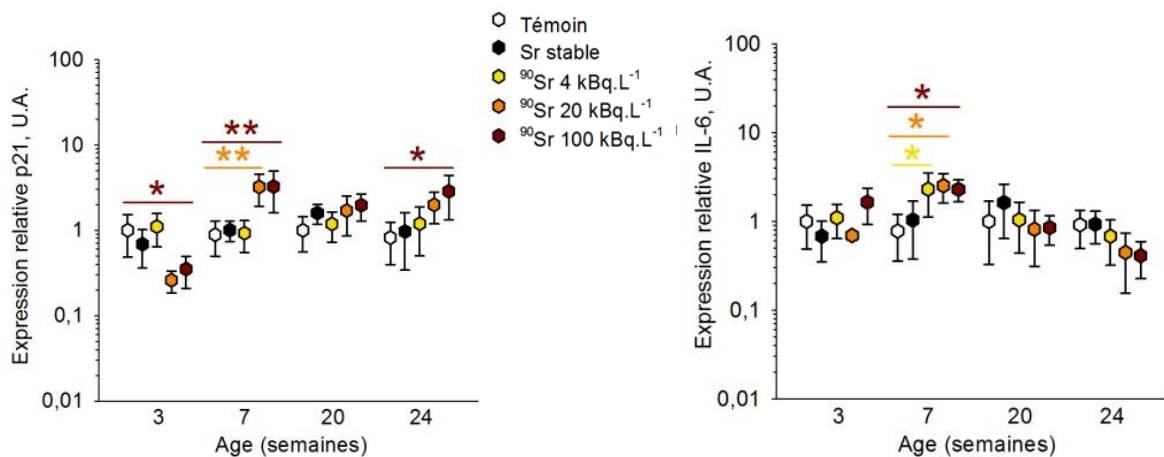 Expression relative p21, U.A.
100
10
1
0,1
0,01
**
**
*
*
3 7 20 24
Age (semaines)
Témoin
Sr stable
⁹⁰Sr 4 kBq.L⁻¹
⁹⁰Sr 20 kBq.L⁻¹
⁹⁰Sr 100 kBq.L⁻¹
Expression relative IL-6, U.A.
100
10
1
0,1
0,01
*
*
*
3 7 20 24
Age (semaines)